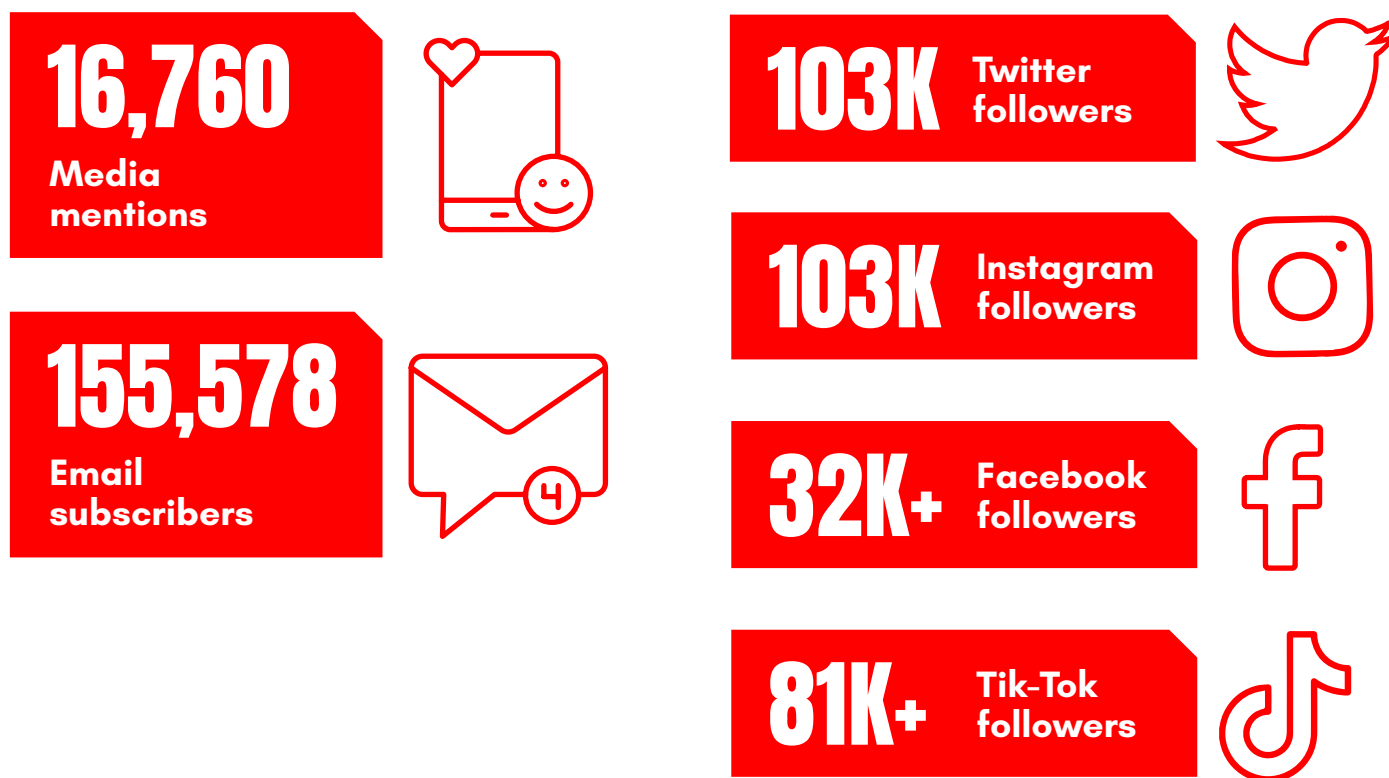 16,760
Media
mentions
155,578
Email
subscribers
4
103K
Twitter
followers
103K
Instagram
followers
32K+
Facebook
followers
81K+
Tik-Tok
followers